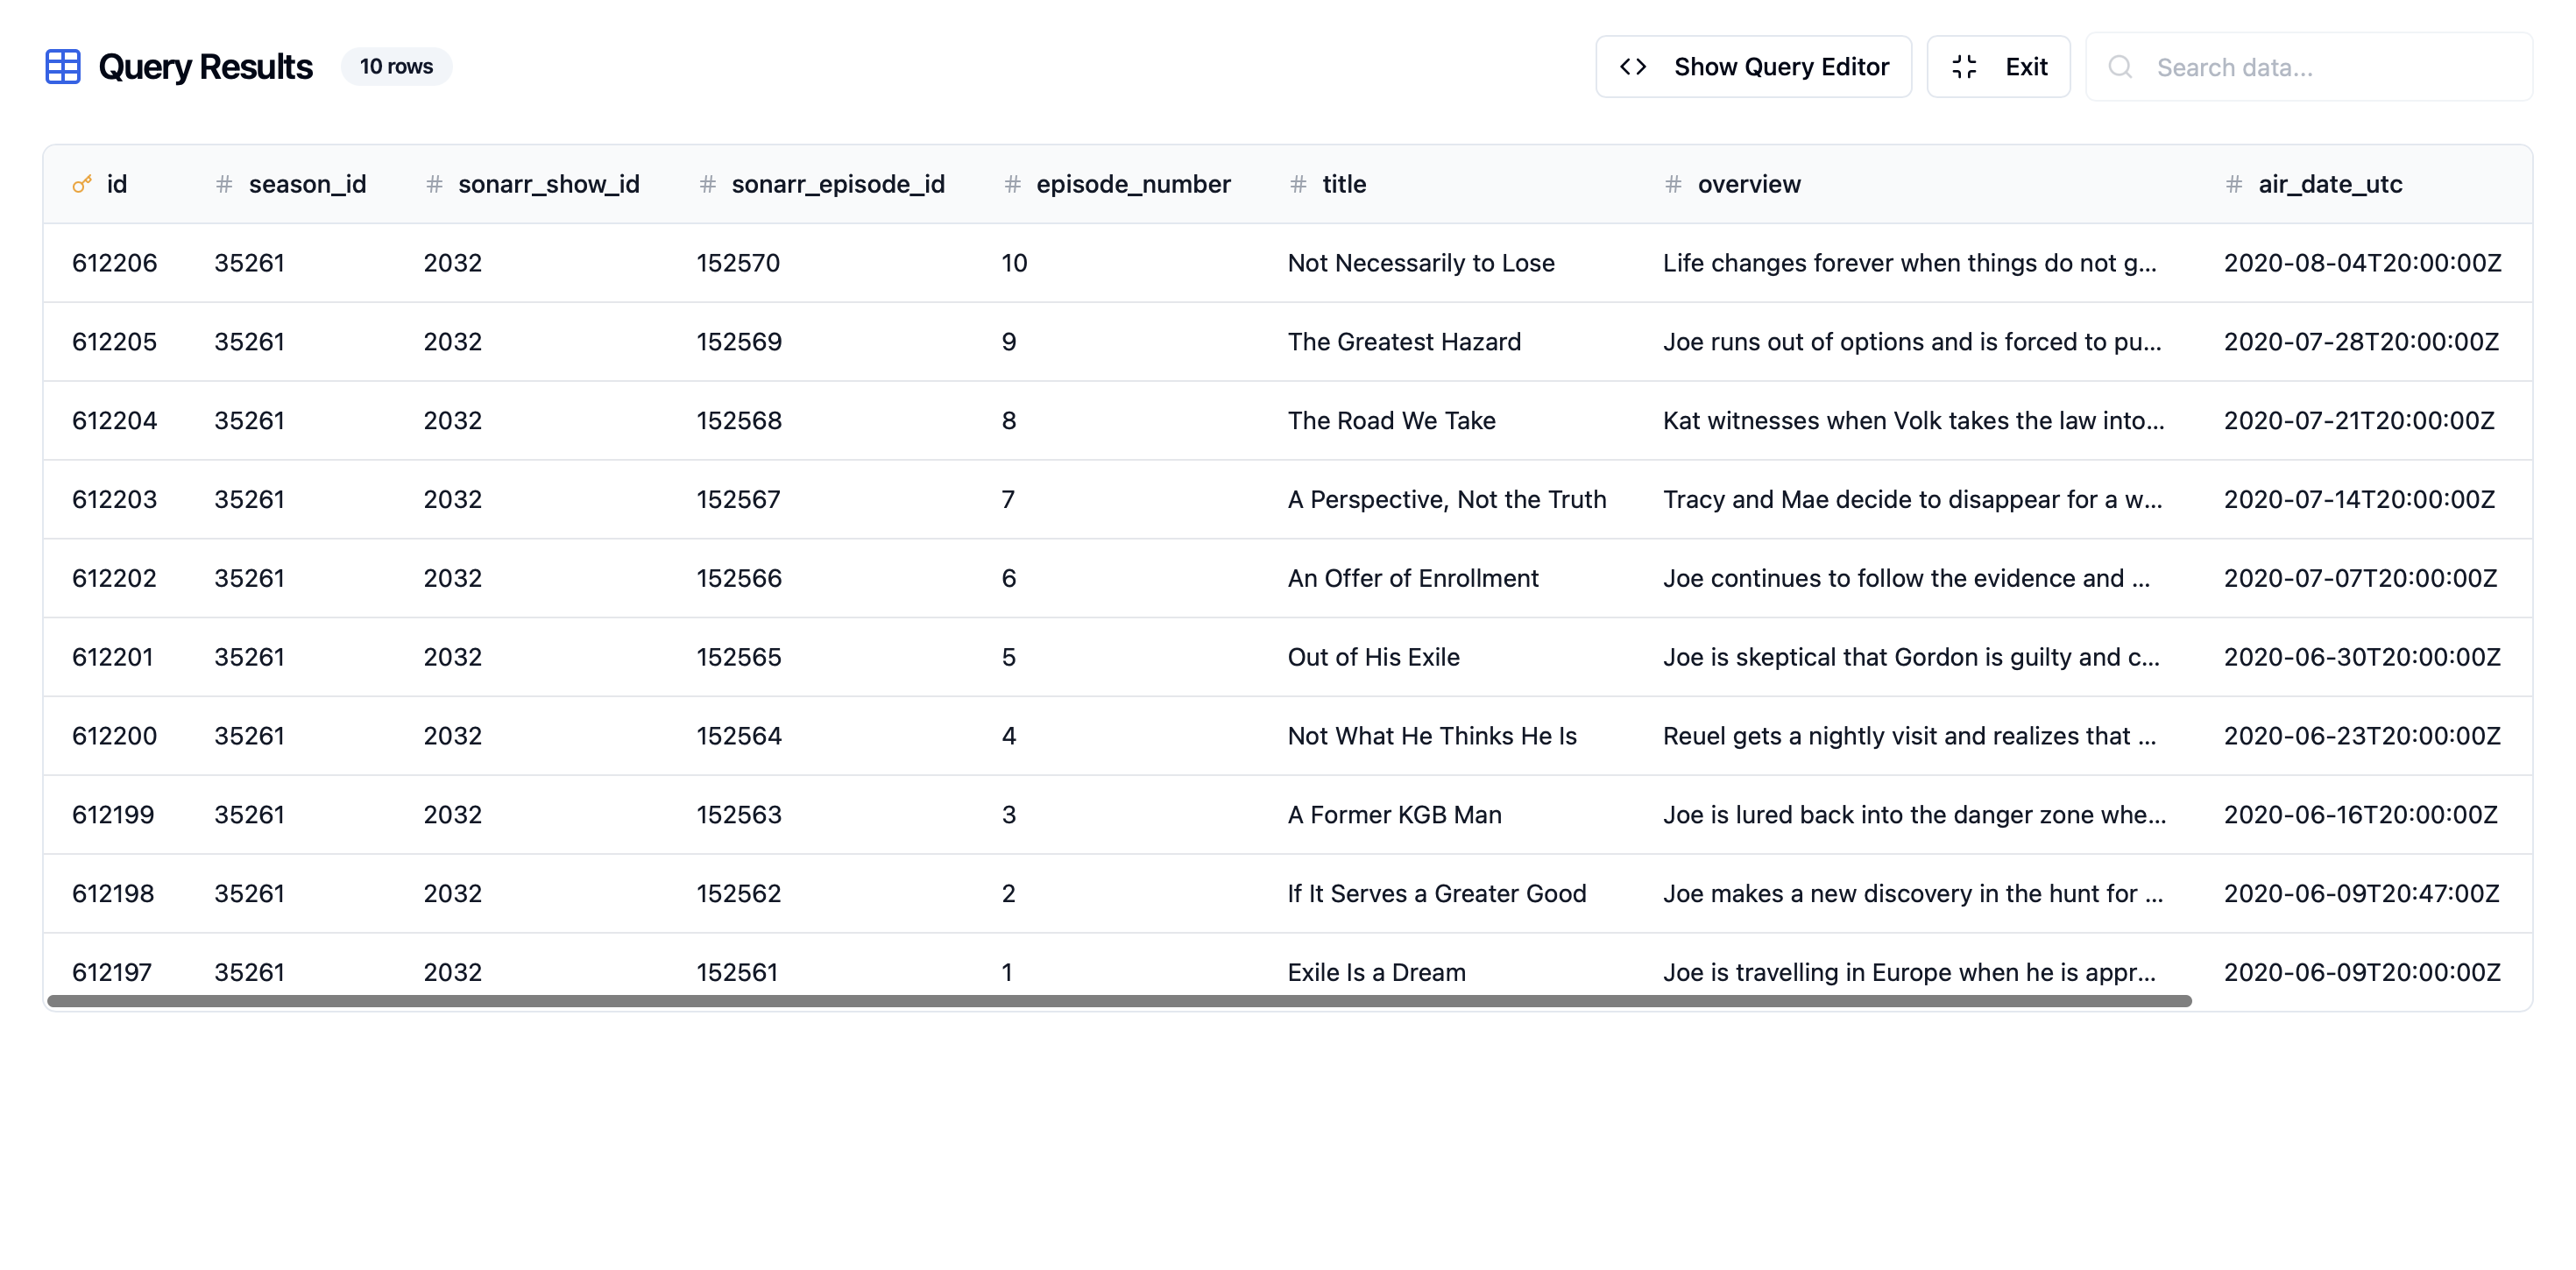 Query Results 10 rows Show Query Editor Exit Search data...
id # season_id # sonarr_show_id # sonarr_episode_id # episode_number # title # overview # air_date_utc
612206 35261 2032 152570 10 Not Necessarily to Lose Life changes forever when things do not g... 2020-08-04T20:00:00Z
612205 35261 2032 152569 9 The Greatest Hazard Joe runs out of options and is forced to pu... 2020-07-28T20:00:00Z
612204 35261 2032 152568 8 The Road We Take Kat witnesses when Volk takes the law into... 2020-07-21T20:00:00Z
612203 35261 2032 152567 7 A Perspective, Not the Truth Tracy and Mae decide to disappear for a w... 2020-07-14T20:00:00Z
612202 35261 2032 152566 6 An Offer of Enrollment Joe continues to follow the evidence and ... 2020-07-07T20:00:00Z
612201 35261 2032 152565 5 Out of His Exile Joe is skeptical that Gordon is guilty and c... 2020-06-30T20:00:00Z
612200 35261 2032 152564 4 Not What He Thinks He Is Reuel gets a nightly visit and realizes that ... 2020-06-23T20:00:00Z
612199 35261 2032 152563 3 A Former KGB Man Joe is lured back into the danger zone whe... 2020-06-16T20:00:00Z
612198 35261 2032 152562 2 If It Serves a Greater Good Joe makes a new discovery in the hunt for ... 2020-06-09T20:47:00Z
612197 35261 2032 152561 1 Exile Is a Dream Joe is travelling in Europe when he is appr... 2020-06-09T20:00:00Z